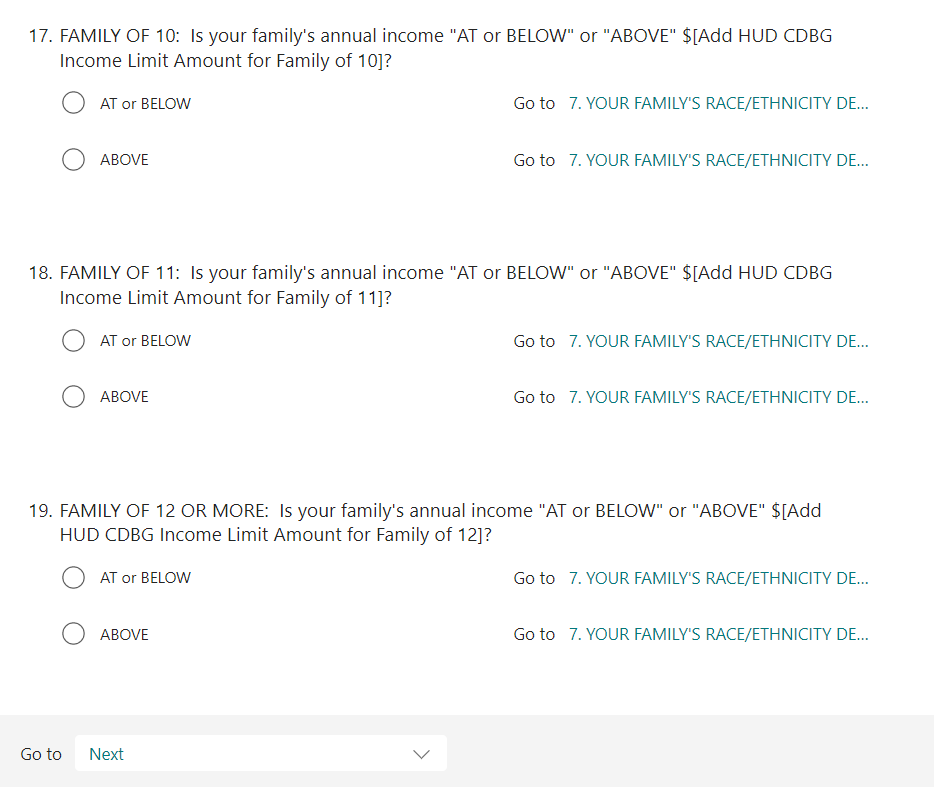 17. FAMILY OF 10: Is your family's annual income "AT or BELOW" or "ABOVE" $[Add HUD CDBG
Income Limit Amount for Family of 10]?
AT or BELOW Go to 7. YOUR FAMILY'S RACE/ETHNICITY DE...
ABOVE Go to 7. YOUR FAMILY'S RACE/ETHNICITY DE...
18. FAMILY OF 11: Is your family's annual income "AT or BELOW" or "ABOVE" $[Add HUD CDBG
Income Limit Amount for Family of 11]?
AT or BELOW Go to 7. YOUR FAMILY'S RACE/ETHNICITY DE...
ABOVE Go to 7. YOUR FAMILY'S RACE/ETHNICITY DE...
19. FAMILY OF 12 OR MORE: Is your family's annual income "AT or BELOW" or "ABOVE" $[Add
HUD CDBG Income Limit Amount for Family of 12]?
AT or BELOW Go to 7. YOUR FAMILY'S RACE/ETHNICITY DE...
ABOVE Go to 7. YOUR FAMILY'S RACE/ETHNICITY DE...
Go to Next